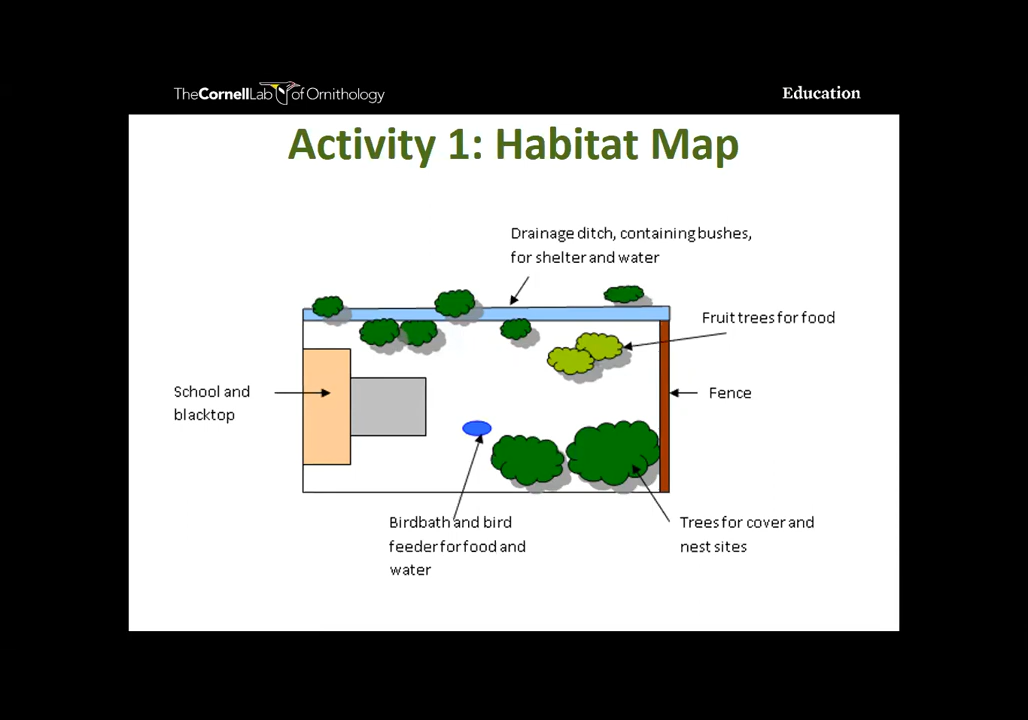 TheCornellLab of Ornithology
Education
Activity 1: Habitat Map
Drainage ditch, containing bushes,
for shelter and water
Fruit trees for food
School and
blacktop
Fence
Birdbath and bird
feeder for food and
water
Trees for cover and
nest sites